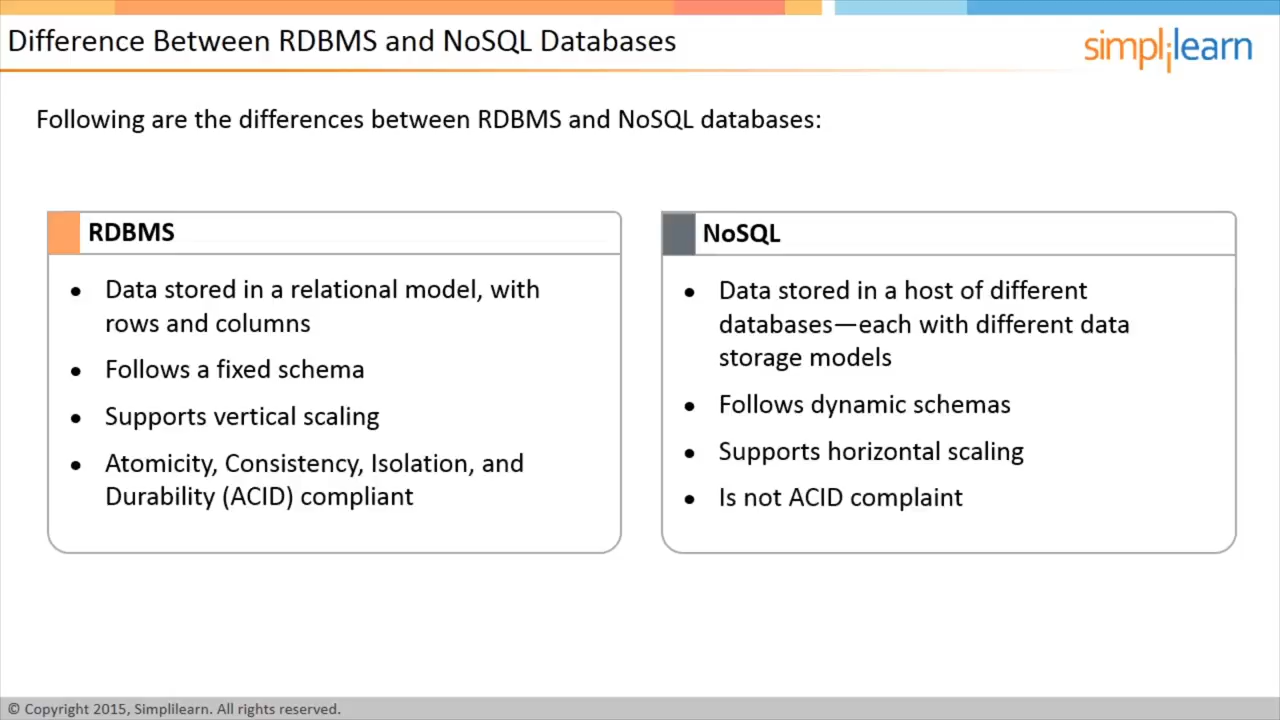 Difference Between RDBMS and NoSQL Databases
simplilearn
Following are the differences between RDBMS and NoSQL databases:
RDBMS
• Data stored in a relational model, with
rows and columns
• Follows a fixed schema
• Supports vertical scaling
• Atomicity, Consistency, Isolation, and
Durability (ACID) compliant
NoSQL
• Data stored in a host of different
databases—each with different data
storage models
• Follows dynamic schemas
• Supports horizontal scaling
• Is not ACID complaint
© Copyright 2015, Simplilearn. All rights reserved.